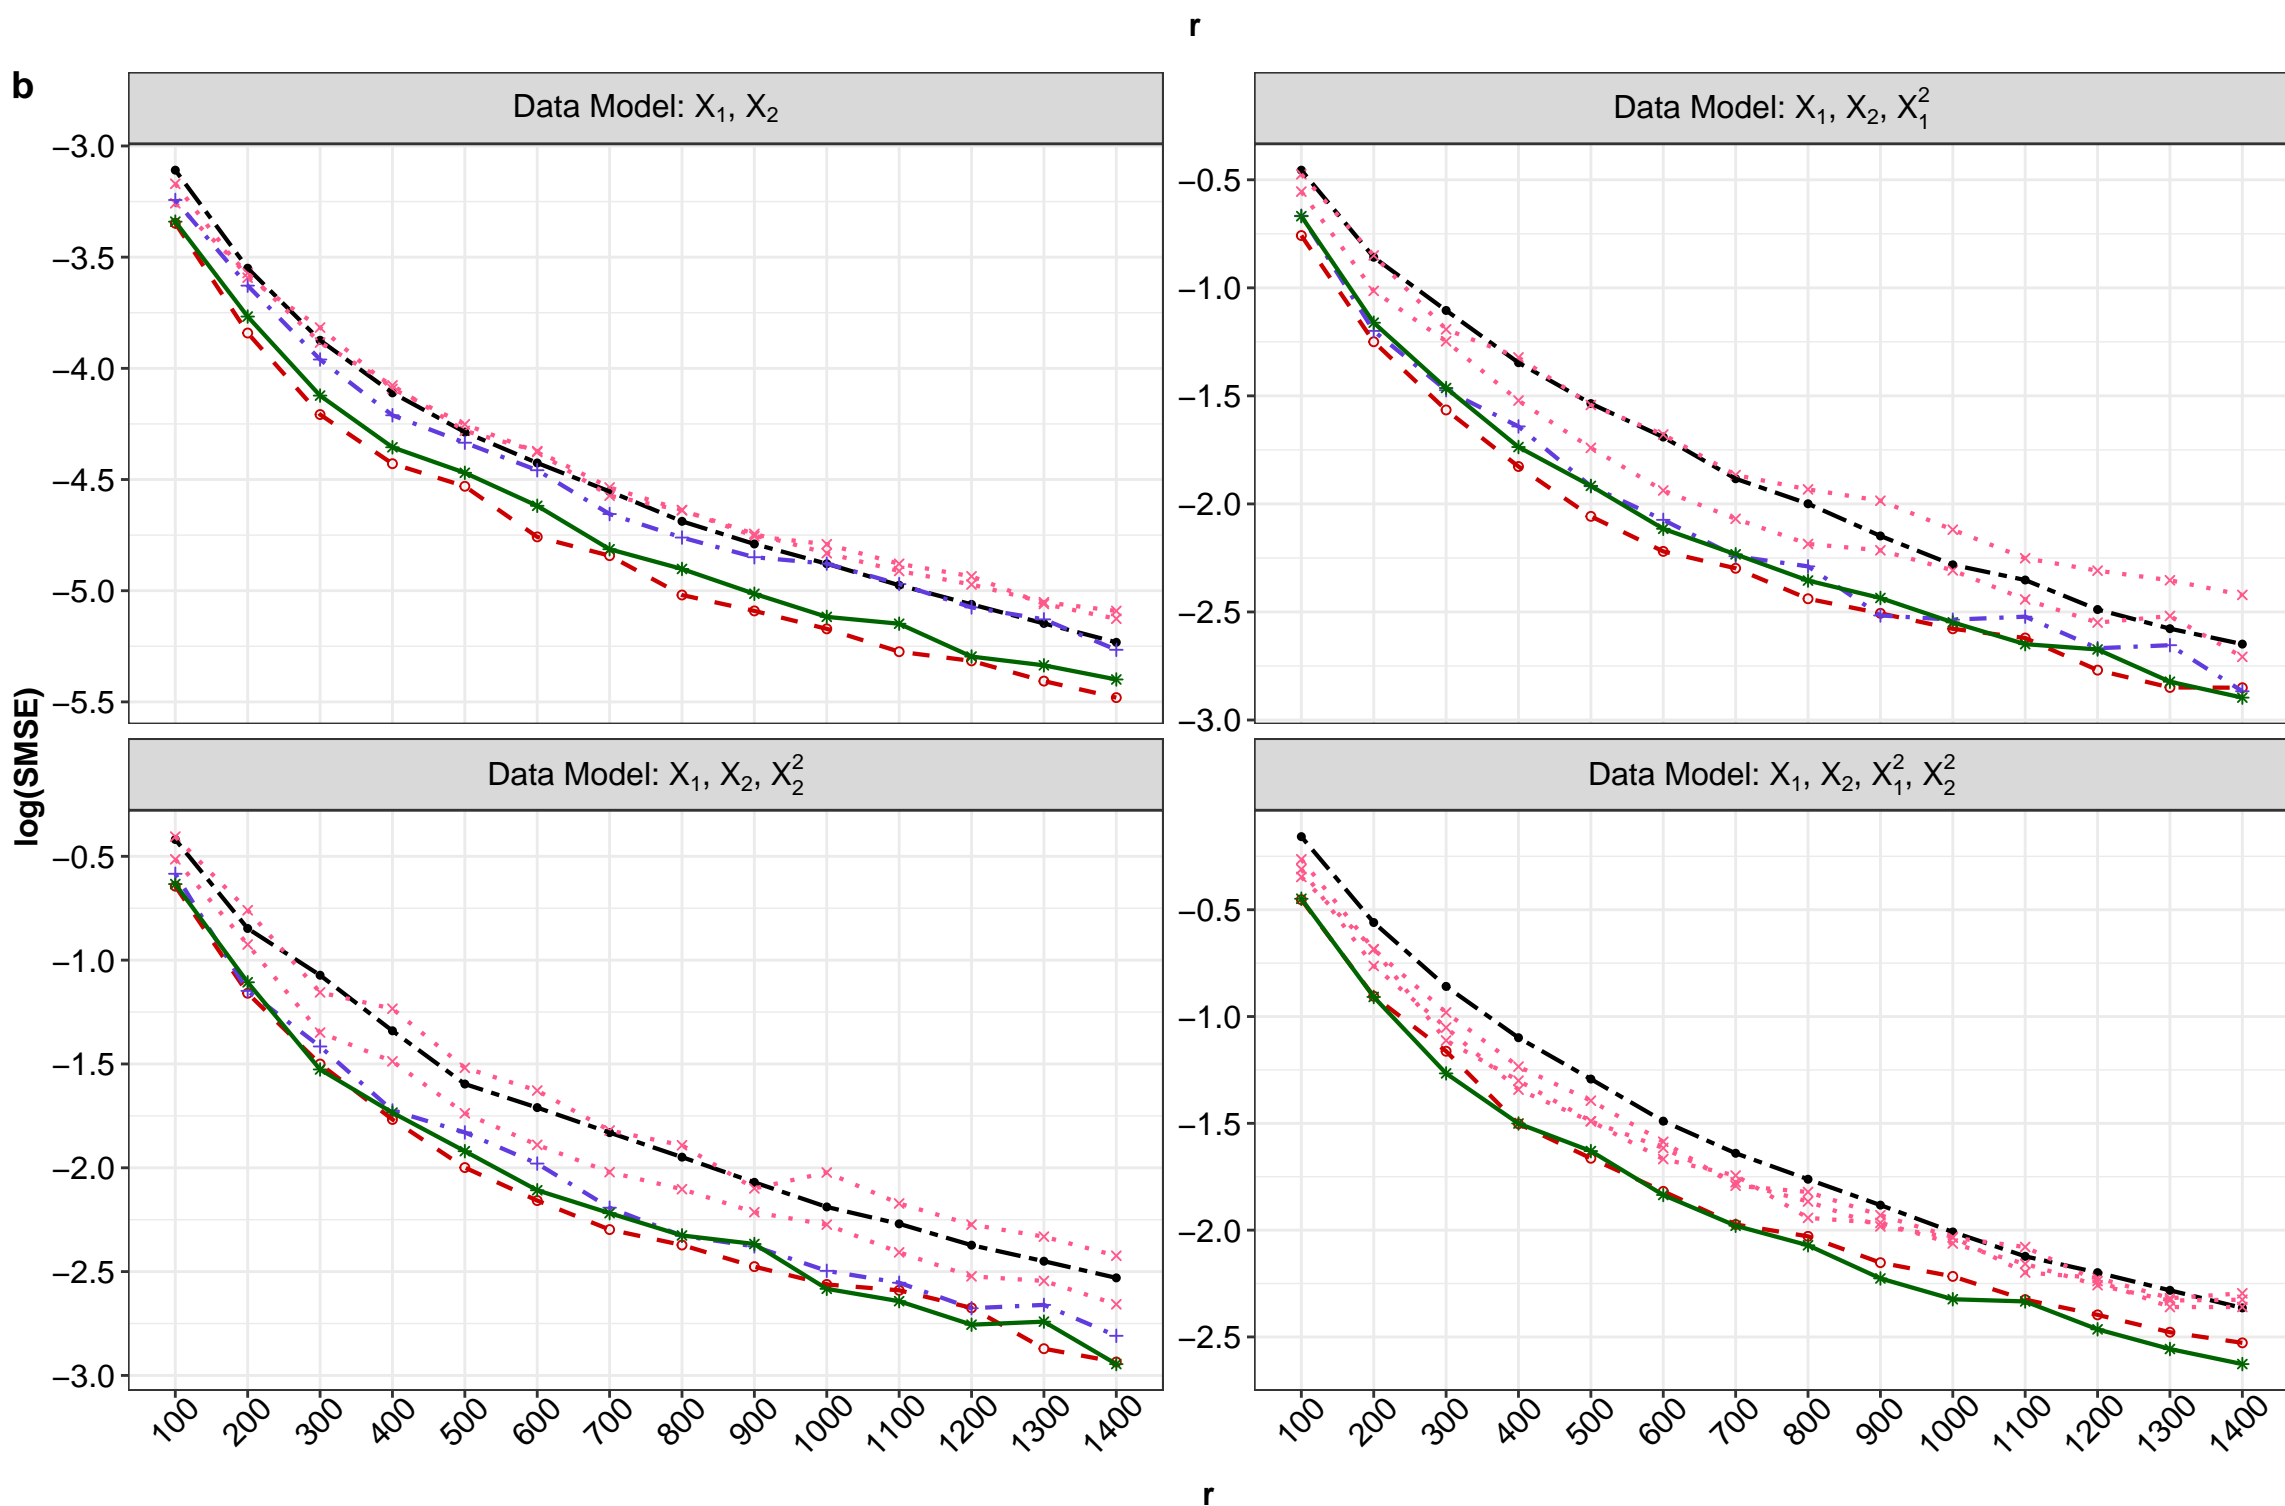 r
b
Data Model: X₁, X₂
Data Model: X₁, X₂, X₁²
−3.0
−3.5
−4.0
−4.5
−5.0
−5.5
−0.5
−1.0
−1.5
−2.0
−2.5
−3.0
log(SMSE)
Data Model: X₁, X₂, X₂²
Data Model: X₁, X₂, X₁², X₂²
−0.5
−1.0
−1.5
−2.0
−2.5
−3.0
−0.5
−1.0
−1.5
−2.0
−2.5
100 200 300 400 500 600 700 800 900 1000 1100 1200 1300 1400
100 200 300 400 500 600 700 800 900 1000 1100 1200 1300 1400
r